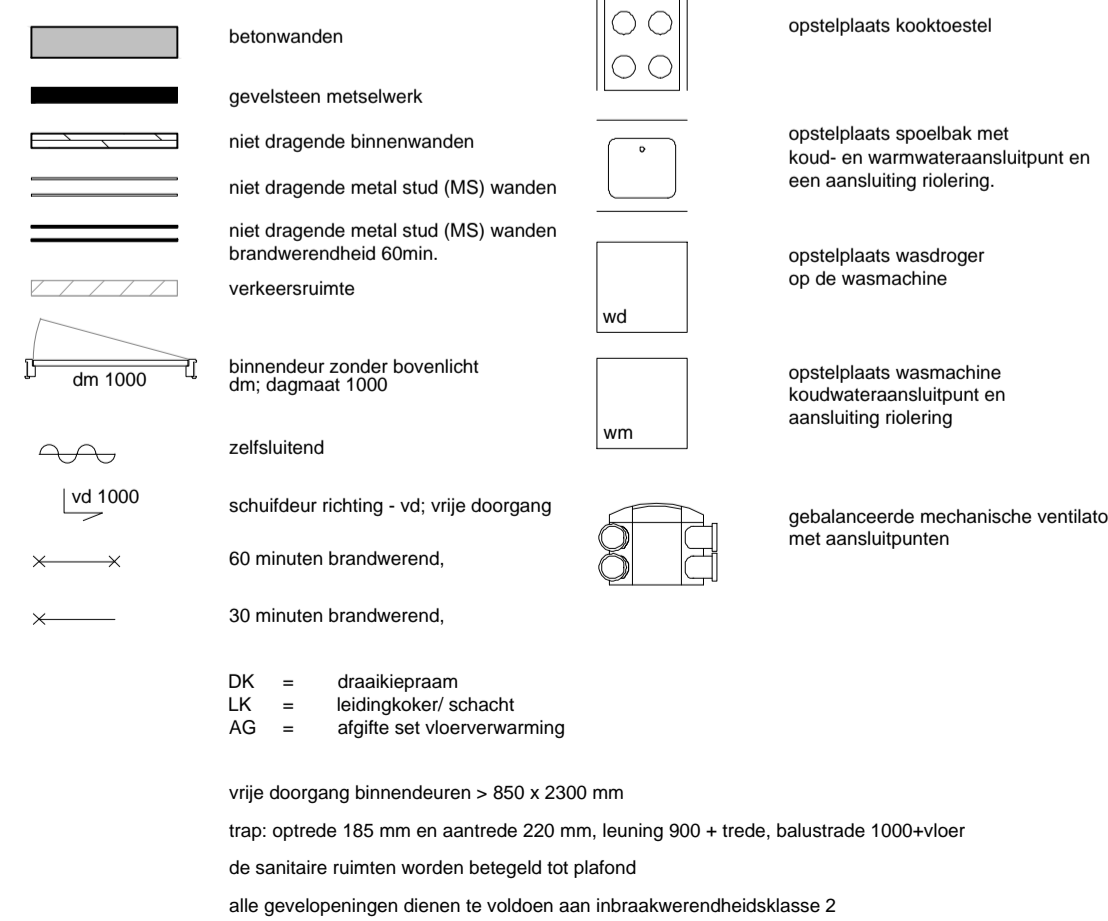 betonwanden
gevelsteen metselwerk
niet dragende binnenwanden
niet dragende metal stud (MS) wanden
niet dragende metal stud (MS) wanden
brandwerendheid 60min.
verkeersruimte
dm 1000
binnendeur zonder bovenlicht
dm; dagmaat 1000
zelfsluitend
vd 1000
schuifdeur richting - vd; vrije doorgang
60 minuten brandwerend,
30 minuten brandwerend,
opstelplaats kooktoestel
opstelplaats spoelbak met
koud- en warmwateraansluitpunt en
een aansluiting riolering.
wd
opstelplaats wasdroger
op de wasmachine
wm
opstelplaats wasmachine
koudwateraansluitpunt en
aansluiting riolering
gebalanceerde mechanische ventilato
met aansluitpunten
DK = draaikiepraam
LK = leidingkoker/ schacht
AG = afgifte set vloerverwarming
vrije doorgang binnendeuren > 850 x 2300 mm
trap: optrede 185 mm en aantrede 220 mm, leuning 900 + trede, balustrade 1000+vloer
de sanitaire ruimten worden betegeld tot plafond
alle gevelopeningen dienen te voldoen aan inbraakwerendheidsklasse 2